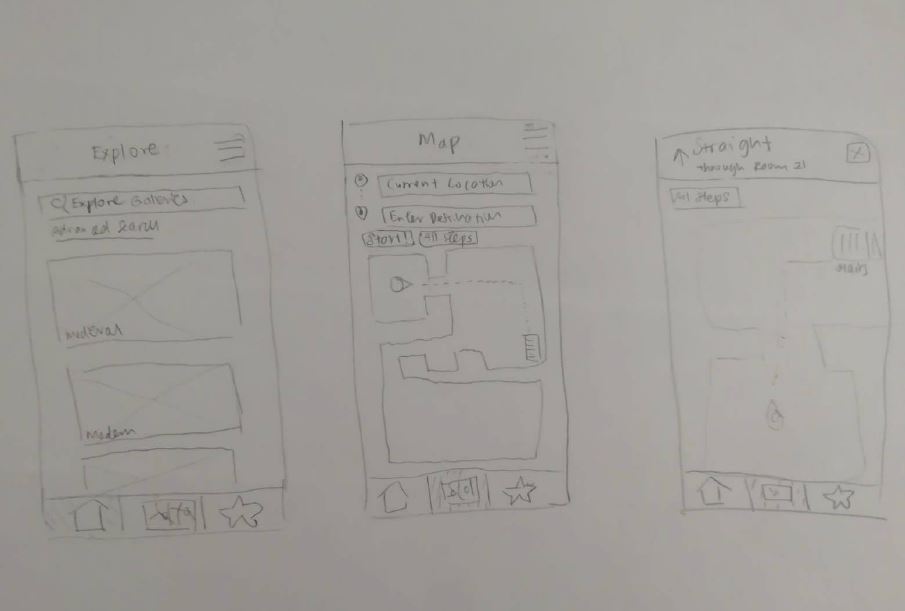 Explore
Explore Galleries
Advanced Search
Medieval
Modern
Map
Current Location
Enter Destination
Start!
All Steps
Straight
through Room 21
All Steps
Stairs